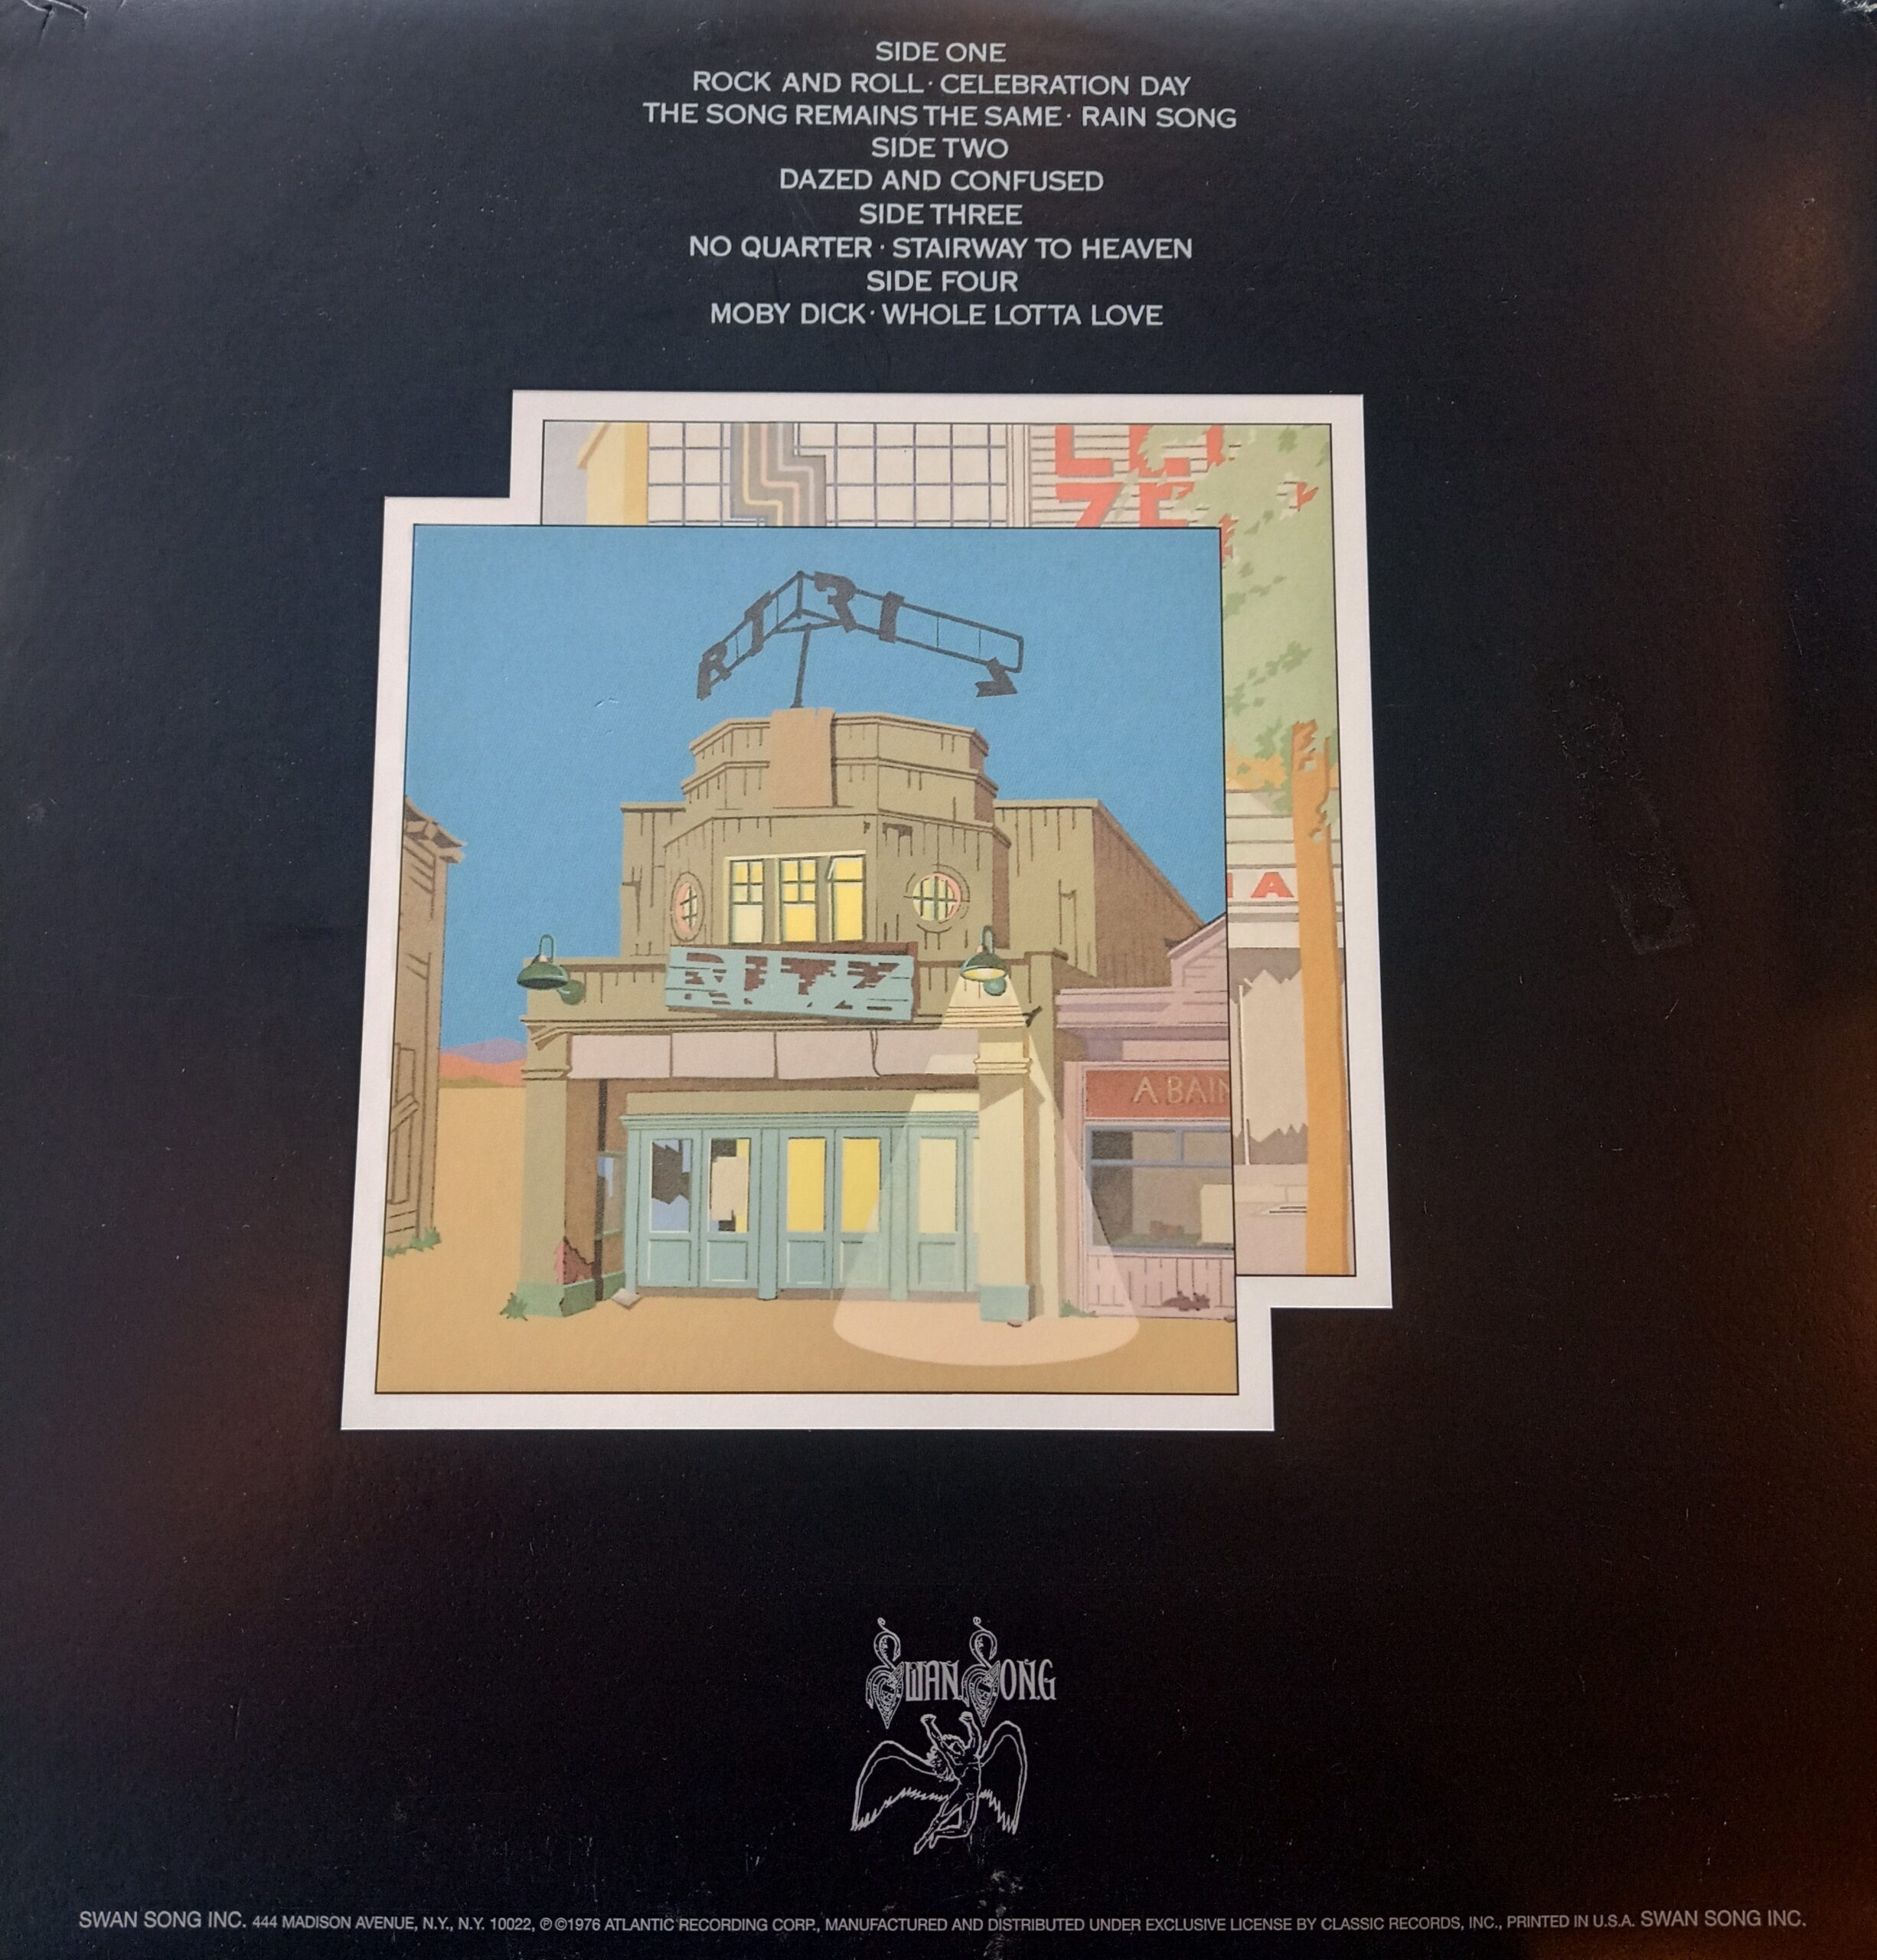 SIDE ONE
ROCK AND ROLL · CELEBRATION DAY
THE SONG REMAINS THE SAME · RAIN SONG
SIDE TWO
DAZED AND CONFUSED
SIDE THREE
NO QUARTER · STAIRWAY TO HEAVEN
SIDE FOUR
MOBY DICK · WHOLE LOTTA LOVE
LE
ZE
RITZ
A
A.BAIN
SWAN SONG
SWAN SONG INC. 444 MADISON AVENUE, N.Y., N.Y. 10022, ℗ ©1976 ATLANTIC RECORDING CORP., MANUFACTURED AND DISTRIBUTED UNDER EXCLUSIVE LICENSE BY CLASSIC RECORDS, INC., PRINTED IN U.S.A. SWAN SONG INC.